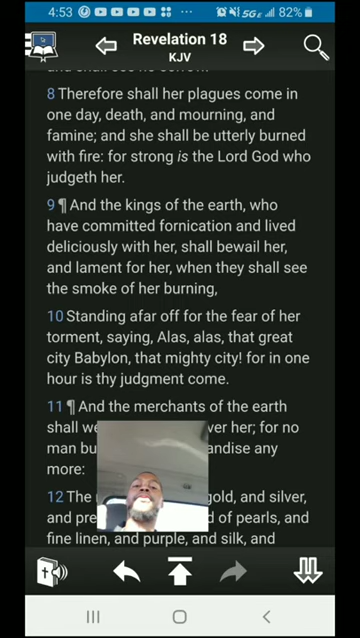 4:53 5GE 82%
Revelation 18
KJV
8 Therefore shall her plagues come in
one day, death, and mourning, and
famine; and she shall be utterly burned
with fire: for strong is the Lord God who
judgeth her.
9 ¶ And the kings of the earth, who
have committed fornication and lived
deliciously with her, shall bewail her,
and lament for her, when they shall see
the smoke of her burning,
10 Standing afar off for the fear of her
torment, saying, Alas, alas, that great
city Babylon, that mighty city! for in one
hour is thy judgment come.
11 ¶ And the merchants of the earth
shall ver her; for no
man andise any
more:
12 The gold, and silver,
and d of pearls, and
fine linen, and purple, and silk, and